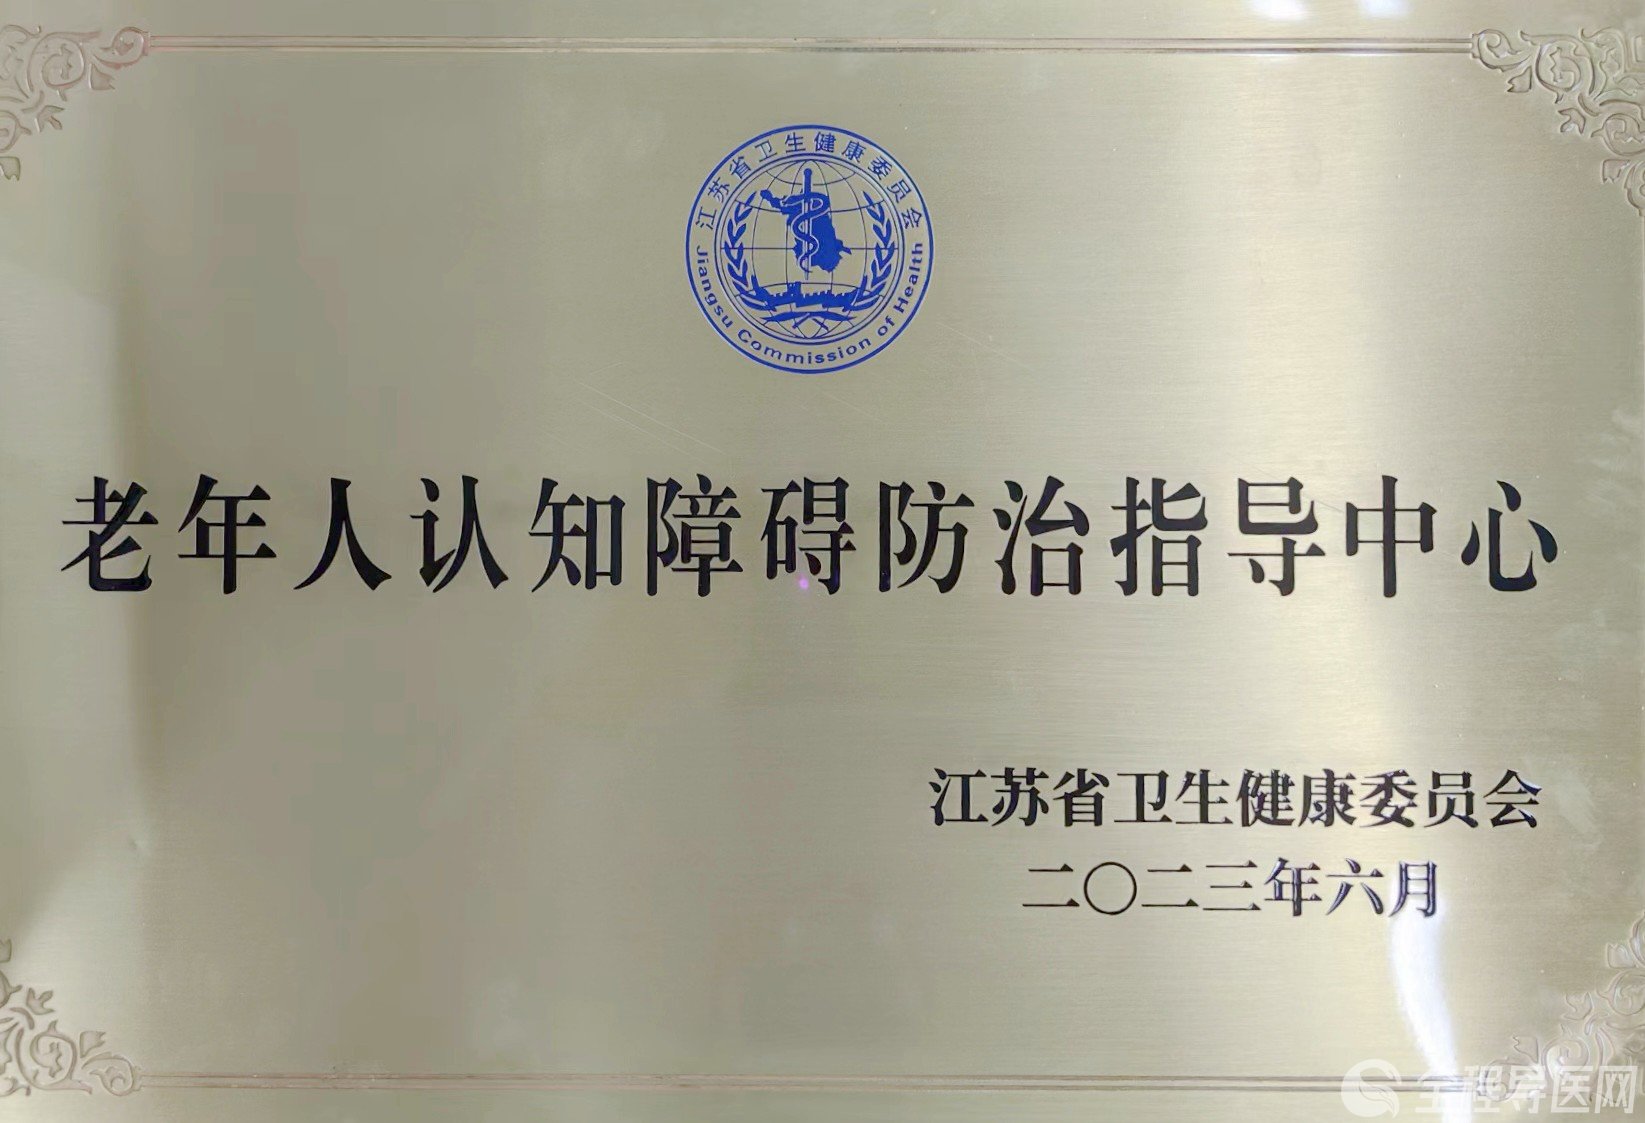 江苏省卫生健康委员会
Jiangsu Commission of Health
老年人认知障碍防治指导中心
江苏省卫生健康委员会
二〇二三年六月
全程导医网